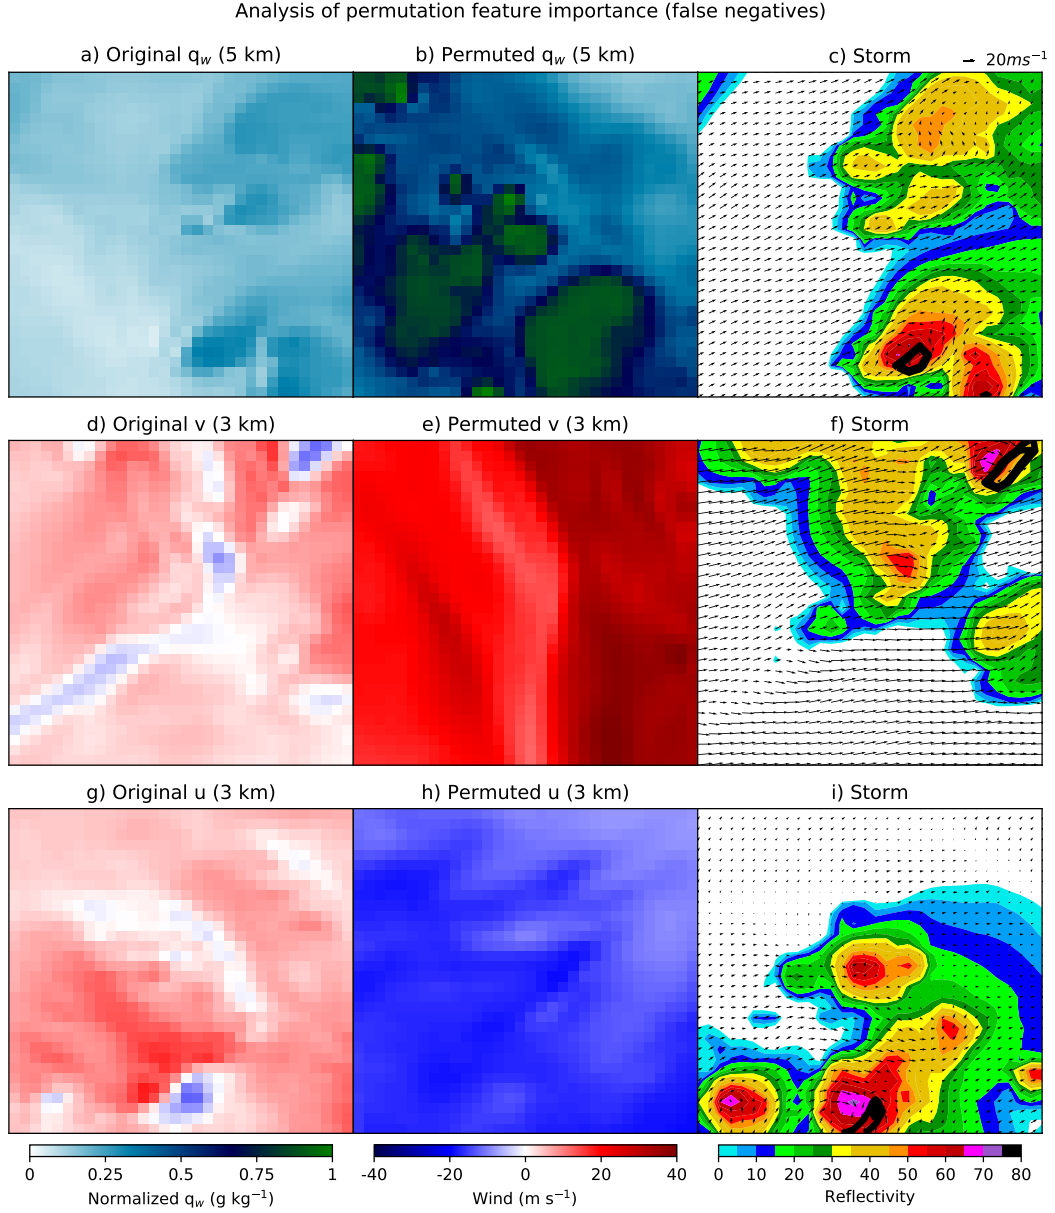 Analysis of permutation feature importance (false negatives)
a) Original q_w (5 km)
b) Permuted q_w (5 km)
c) Storm
20ms⁻¹
d) Original v (3 km)
e) Permuted v (3 km)
f) Storm
g) Original u (3 km)
h) Permuted u (3 km)
i) Storm
0 0.25 0.5 0.75 1
Normalized q_w (g kg⁻¹)
-40 -20 0 20 40
Wind (m s⁻¹)
0 10 20 30 40 50 60 70 80
Reflectivity